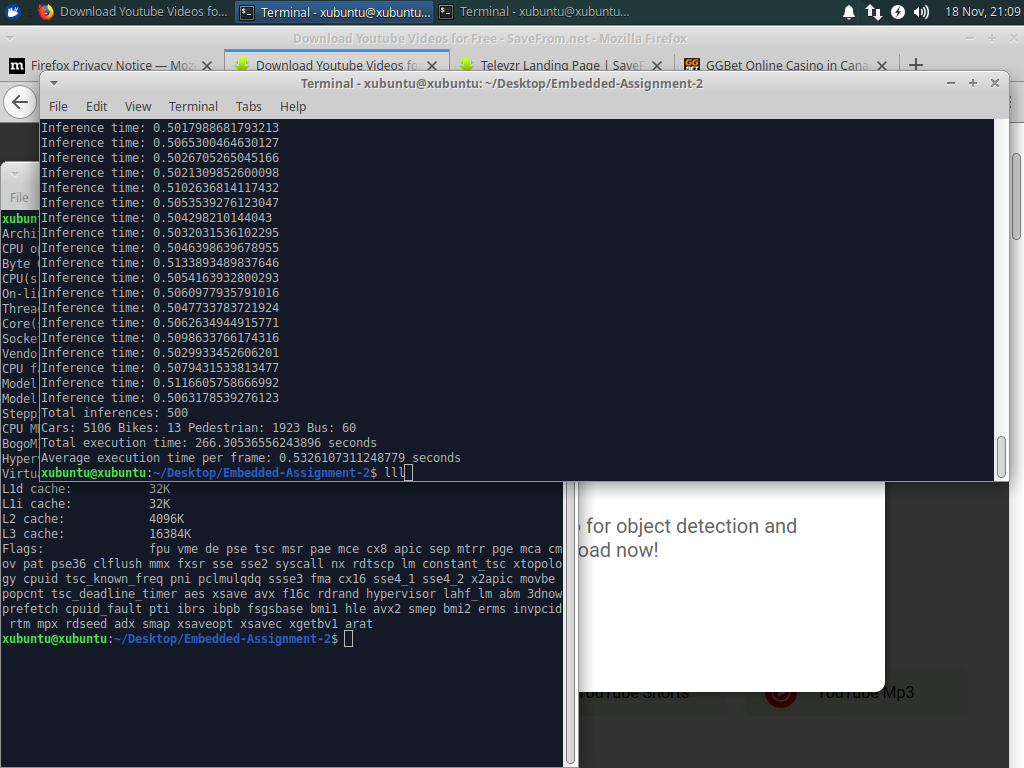 Download Youtube Videos fo...
Terminal - xubuntu@xubuntu...
Terminal - xubuntu@xubuntu...
18 Nov, 21:09
Download Youtube Videos for Free - SaveFrom.net - Mozilla Firefox
Firefox Privacy Notice — Moz
Download Youtube Videos fo
Televzr Landing Page | SaveF
GGBet Online Casino in Cana
Terminal - xubuntu@xubuntu: ~/Desktop/Embedded-Assignment-2
File Edit View Terminal Tabs Help
Inference time: 0.5017988681793213
Inference time: 0.5065300464630127
Inference time: 0.5026705265045166
Inference time: 0.5021309852600098
Inference time: 0.5102636814117432
Inference time: 0.5053539276123047
Inference time: 0.504298210144043
Inference time: 0.5032031536102295
Inference time: 0.5046398639678955
Inference time: 0.5133893489837646
Inference time: 0.5054163932800293
Inference time: 0.5060977935791016
Inference time: 0.5047733783721924
Inference time: 0.5062634944915771
Inference time: 0.5098633766174316
Inference time: 0.5029933452606201
Inference time: 0.5079431533813477
Inference time: 0.5116605758666992
Inference time: 0.5063178539276123
Total inferences: 500
Cars: 5106 Bikes: 13 Pedestrian: 1923 Bus: 60
Total execution time: 266.30536556243896 seconds
Average execution time per frame: 0.5326107311248779 seconds
xubuntu@xubuntu:~/Desktop/Embedded-Assignment-2$ lll
File
xubun
Archi
CPU o
Byte
CPU(s
On-li
Threa
Core(
Socke
Vendo
CPU f
Model
Model
Stepp
CPU M
BogoM
Hyper
Virtu
L1d cache: 32K
L1i cache: 32K
L2 cache: 4096K
L3 cache: 16384K
Flags: fpu vme de pse tsc msr pae mce cx8 apic sep mtrr pge mca cm
ov pat pse36 clflush mmx fxsr sse sse2 syscall nx rdtscp lm constant_tsc xtopolo
gy cpuid tsc_known_freq pni pclmulqdq ssse3 fma cx16 sse4_1 sse4_2 x2apic movbe
popcnt tsc_deadline_timer aes xsave avx f16c rdrand hypervisor lahf_lm abm 3dnow
prefetch cpuid_fault pti ibrs ibpb fsgsbase bmi1 hle avx2 smep bmi2 erms invpcid
rtm mpx rdseed adx smap xsaveopt xsavec xgetbv1 arat
xubuntu@xubuntu:~/Desktop/Embedded-Assignment-2$
for object detection and
oad now!
YouTube Shorts
YouTube Mp3